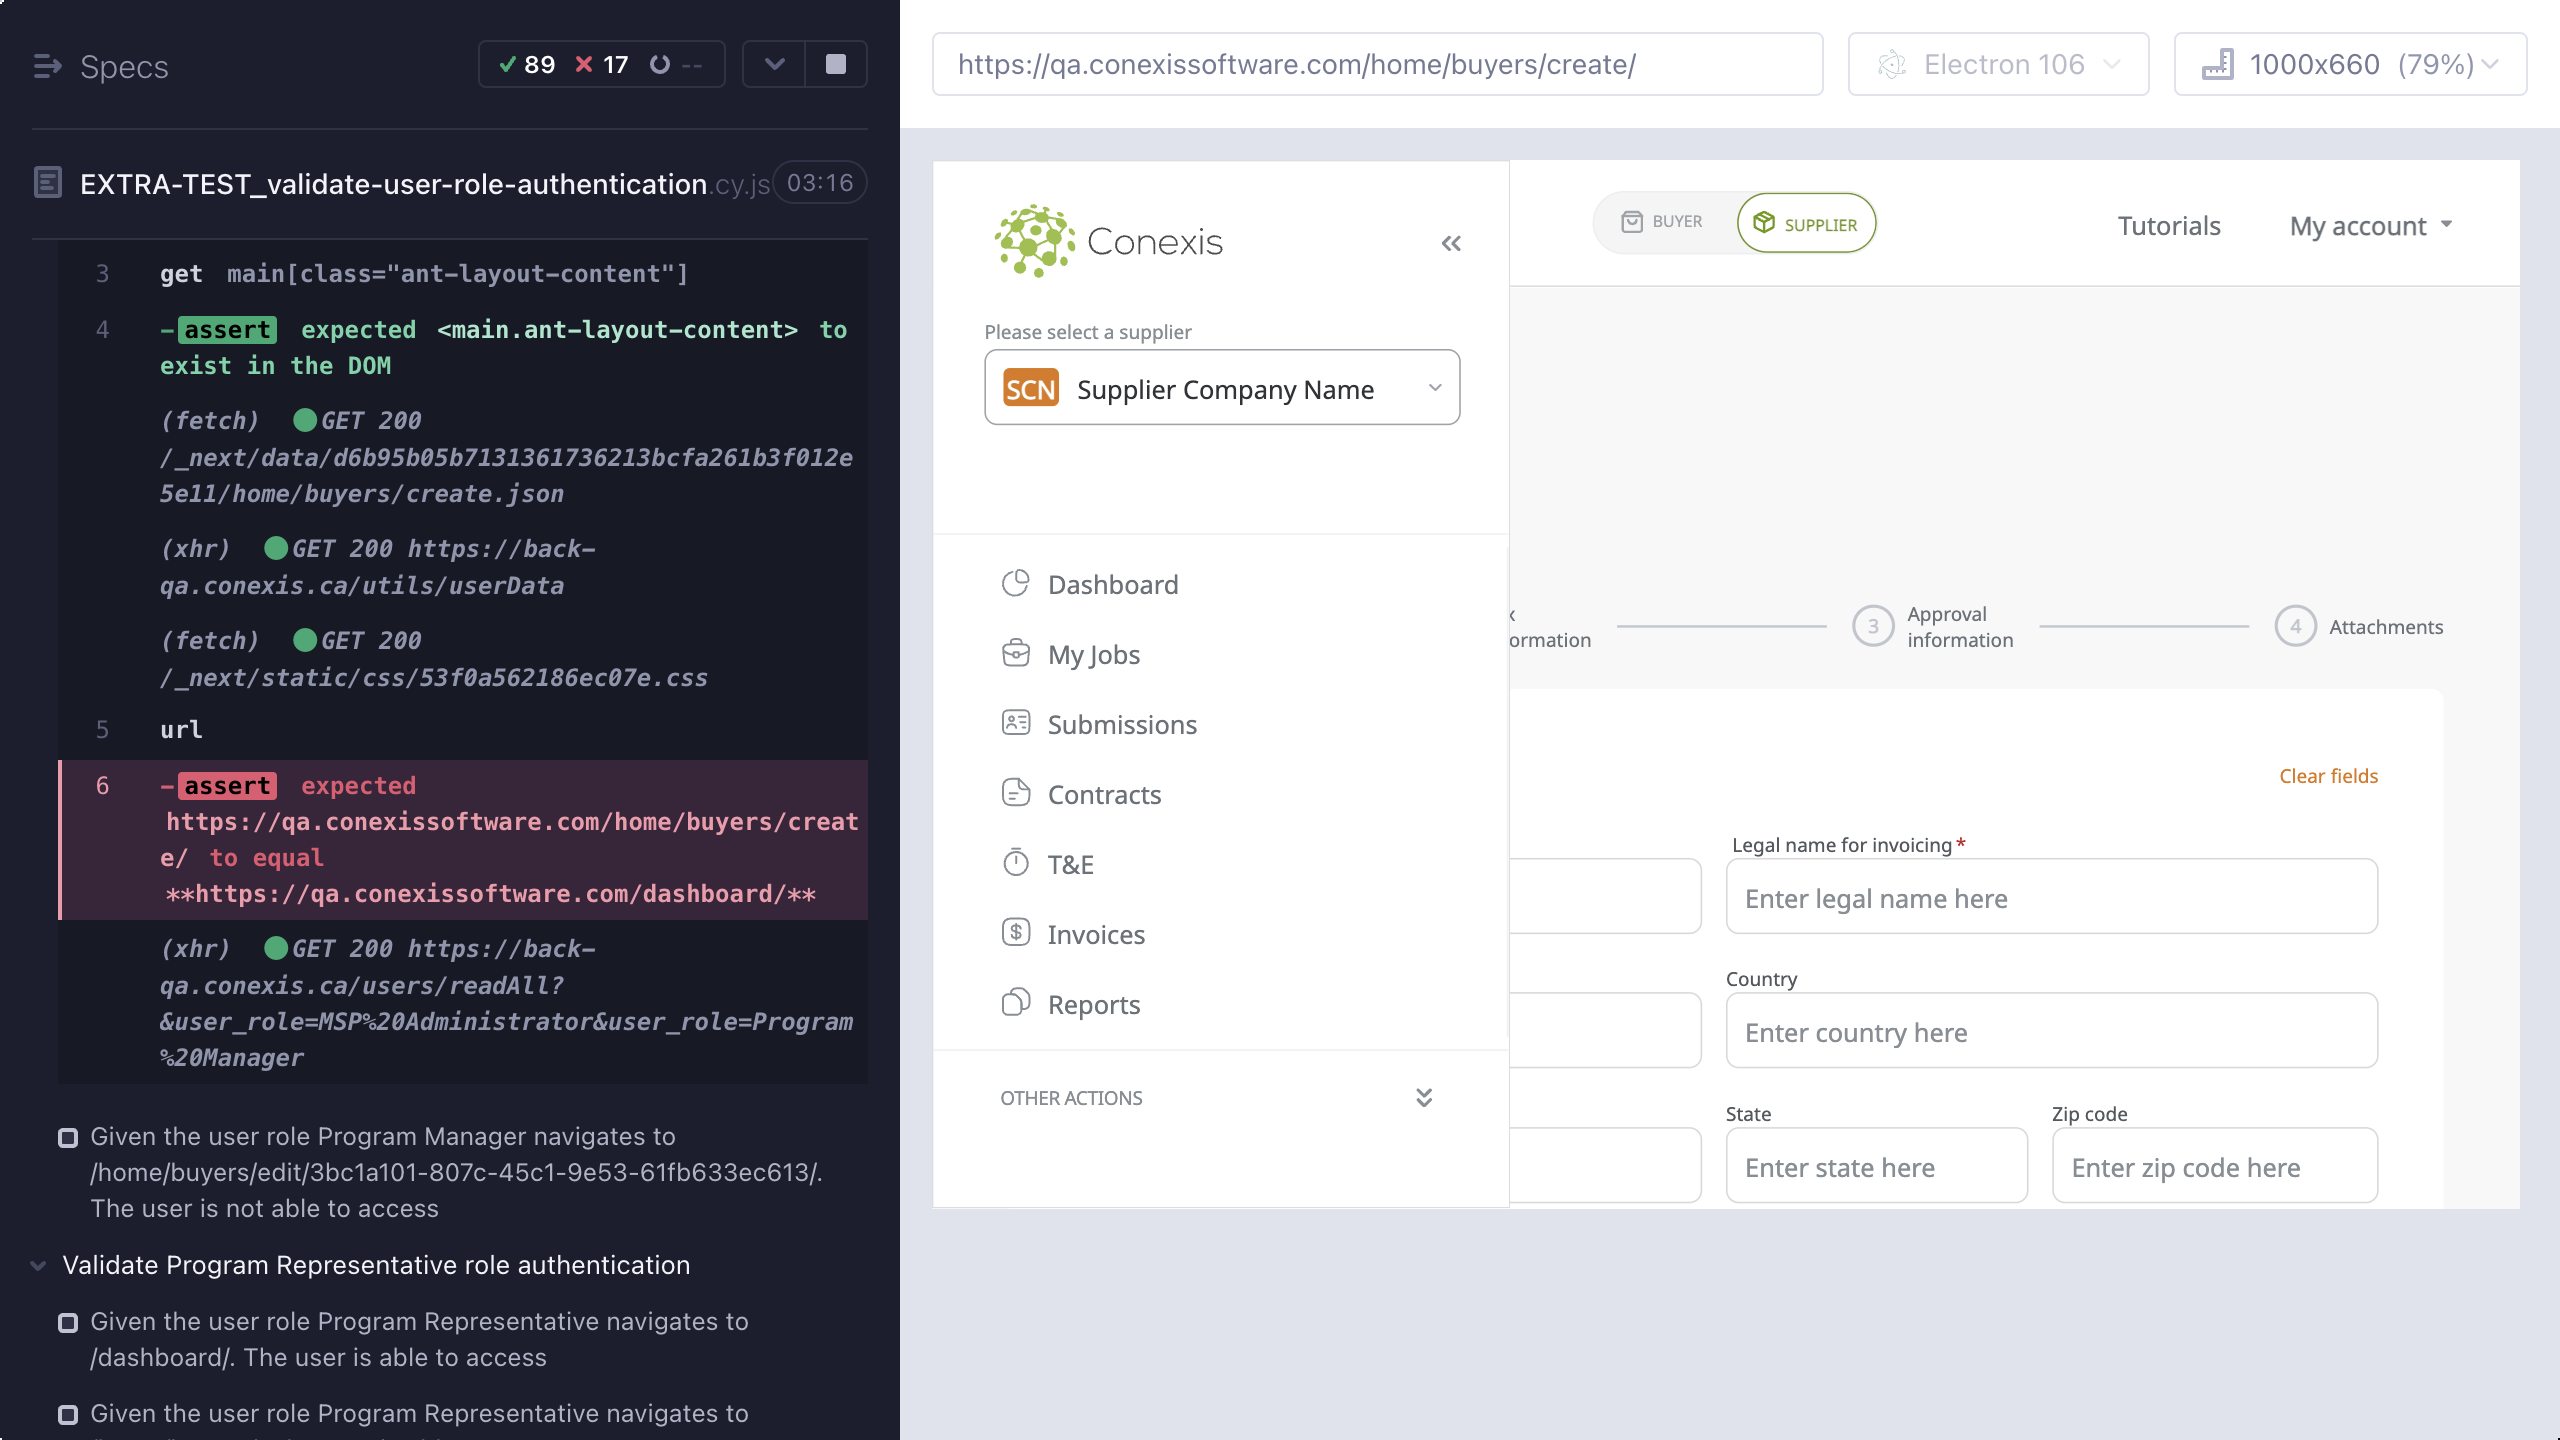 Specs
89 17 --
EXTRA-TEST_validate-user-role-authentication.cy.js 03:16
3 get main[class="ant-layout-content"]
4 -assert expected <main.ant-layout-content> to
exist in the DOM
(fetch) GET 200
/_next/data/d6b95b05b7131361736213bcfa261b3f012e
5e11/home/buyers/create.json
(xhr) GET 200 https://back-
qa.conexis.ca/utils/userData
(fetch) GET 200
/_next/static/css/53f0a562186ec07e.css
5 url
6 -assert expected
https://qa.conexissoftware.com/home/buyers/creat
e/ to equal
**https://qa.conexissoftware.com/dashboard/**
(xhr) GET 200 https://back-
qa.conexis.ca/users/readAll?
&user_role=MSP%20Administrator&user_role=Program
%20Manager
Given the user role Program Manager navigates to
/home/buyers/edit/3bc1a101-807c-45c1-9e53-61fb633ec613/.
The user is not able to access
Validate Program Representative role authentication
Given the user role Program Representative navigates to
/dashboard/. The user is able to access
Given the user role Program Representative navigates to
https://qa.conexissoftware.com/home/buyers/create/
Electron 106
1000x660 (79%)
Conexis
BUYER
SUPPLIER
Tutorials
My account
Please select a supplier
SCN Supplier Company Name
Dashboard
My Jobs
Submissions
Contracts
T&E
Invoices
Reports
OTHER ACTIONS
ormation
3 Approval
information
4 Attachments
Clear fields
Legal name for invoicing*
Enter legal name here
Country
Enter country here
State
Enter state here
Zip code
Enter zip code here